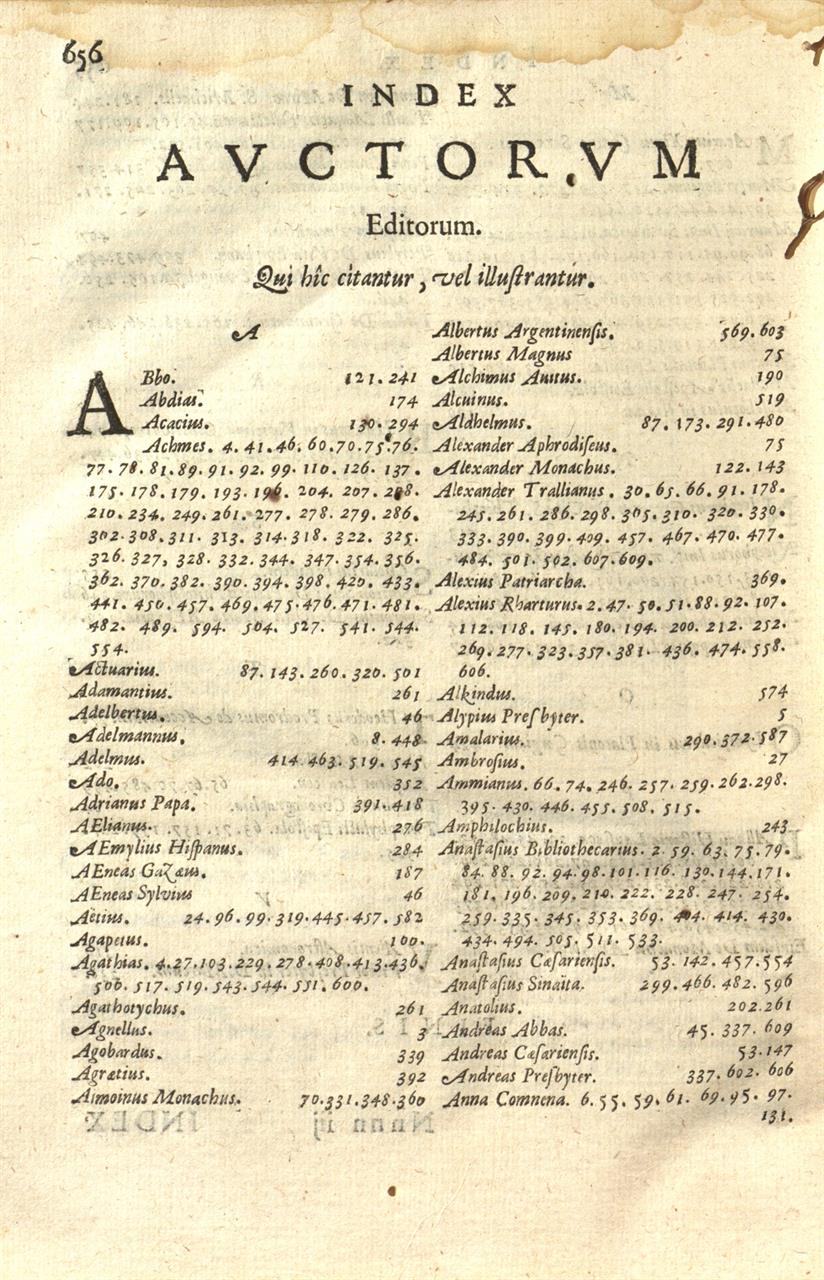 656
INDEX
AVCTORVM
Editorum.
Qui hîc citantur, vel illuſtrantur.
A
ABbo. 121.241
Abdias. 174
Acacius. 130.294
Achmes. 4.41.46.60.70.75.76.
77.78.81.89.91.92.99.110.126.137.
175.178.179.193.196.204.207.208.
210.234.249.261.277.278.279.286.
302.308.311.313.314.318.322.325.
326.327, 328.332.344.347.354.356.
362.370.382.390.394.398.420.433.
441.450.457.469.475.476.471.481.
482.489.594.504.527.541.544.
554.
Actuarius. 87.143.260.320.501
Adamantius. 261
Adelbertus. 46
Adelmannus. 8.448
Adelmus. 414.463.519.545
Ado. 352
Adrianus Papa. 391.418
AElianus. 276
AEmylius Hiſpanus. 284
AEneas Gazæus. 187
AEneas Sylvius 46
Aëtius. 24.96.99.319.445.457.582
Agapetus. 100.
Agathias. 4.27.103.229.278.408.413.436.
500.517.519.543.544.551.600.
Agathotychus. 261
Agnellus. 3
Agobardus. 339
Agrætius. 392
Aimoinus Monachus. 70.331.348.360
Albertus Argentinenſis. 569.603
Albertus Magnus 75
Alchimus Auitus. 190
Alcuinus. 519
Aldhelmus. 87.173.291.480
Alexander Aphrodiſeus. 75
Alexander Monachus. 122.143
Alexander Trallianus. 30.65.66.91.178.
245.261.286.298.305.310.320.330.
333.390.399.409.457.467.470.477.
484.501.502.607.609.
Alexius Patriarcha. 369.
Alexius Rharturus. 2.47.50.51.88.92.107.
112.118.145.180.194.200.212.252.
269.277.323.357.381.436.474.558.
606.
Alkindus. 574
Alypius Preſbyter. 5
Amalarius. 290.372.587
Ambroſius. 27
Ammianus. 66.74.246.257.259.262.298.
395.430.446.455.508.515.
Amphilochius. 243
Anaſtaſius Bibliothecarius. 2.59.63.75.79.
84.88.92.94.98.101.116.130.144.171.
181.196.209.210.222.228.247.254.
259.335.345.353.369.404.414.430.
434.494.505.511.533.
Anaſtaſius Cæſarienſis. 53.142.457.554
Anaſtaſius Sinaïta. 299.466.482.596
Anatolius. 202.261
Andreas Abbas. 45.337.609
Andreas Cæſarienſis. 53.147
Andreas Preſbyter. 337.602.606
Anna Comnena. 6.55.59.61.69.95.97.
131.